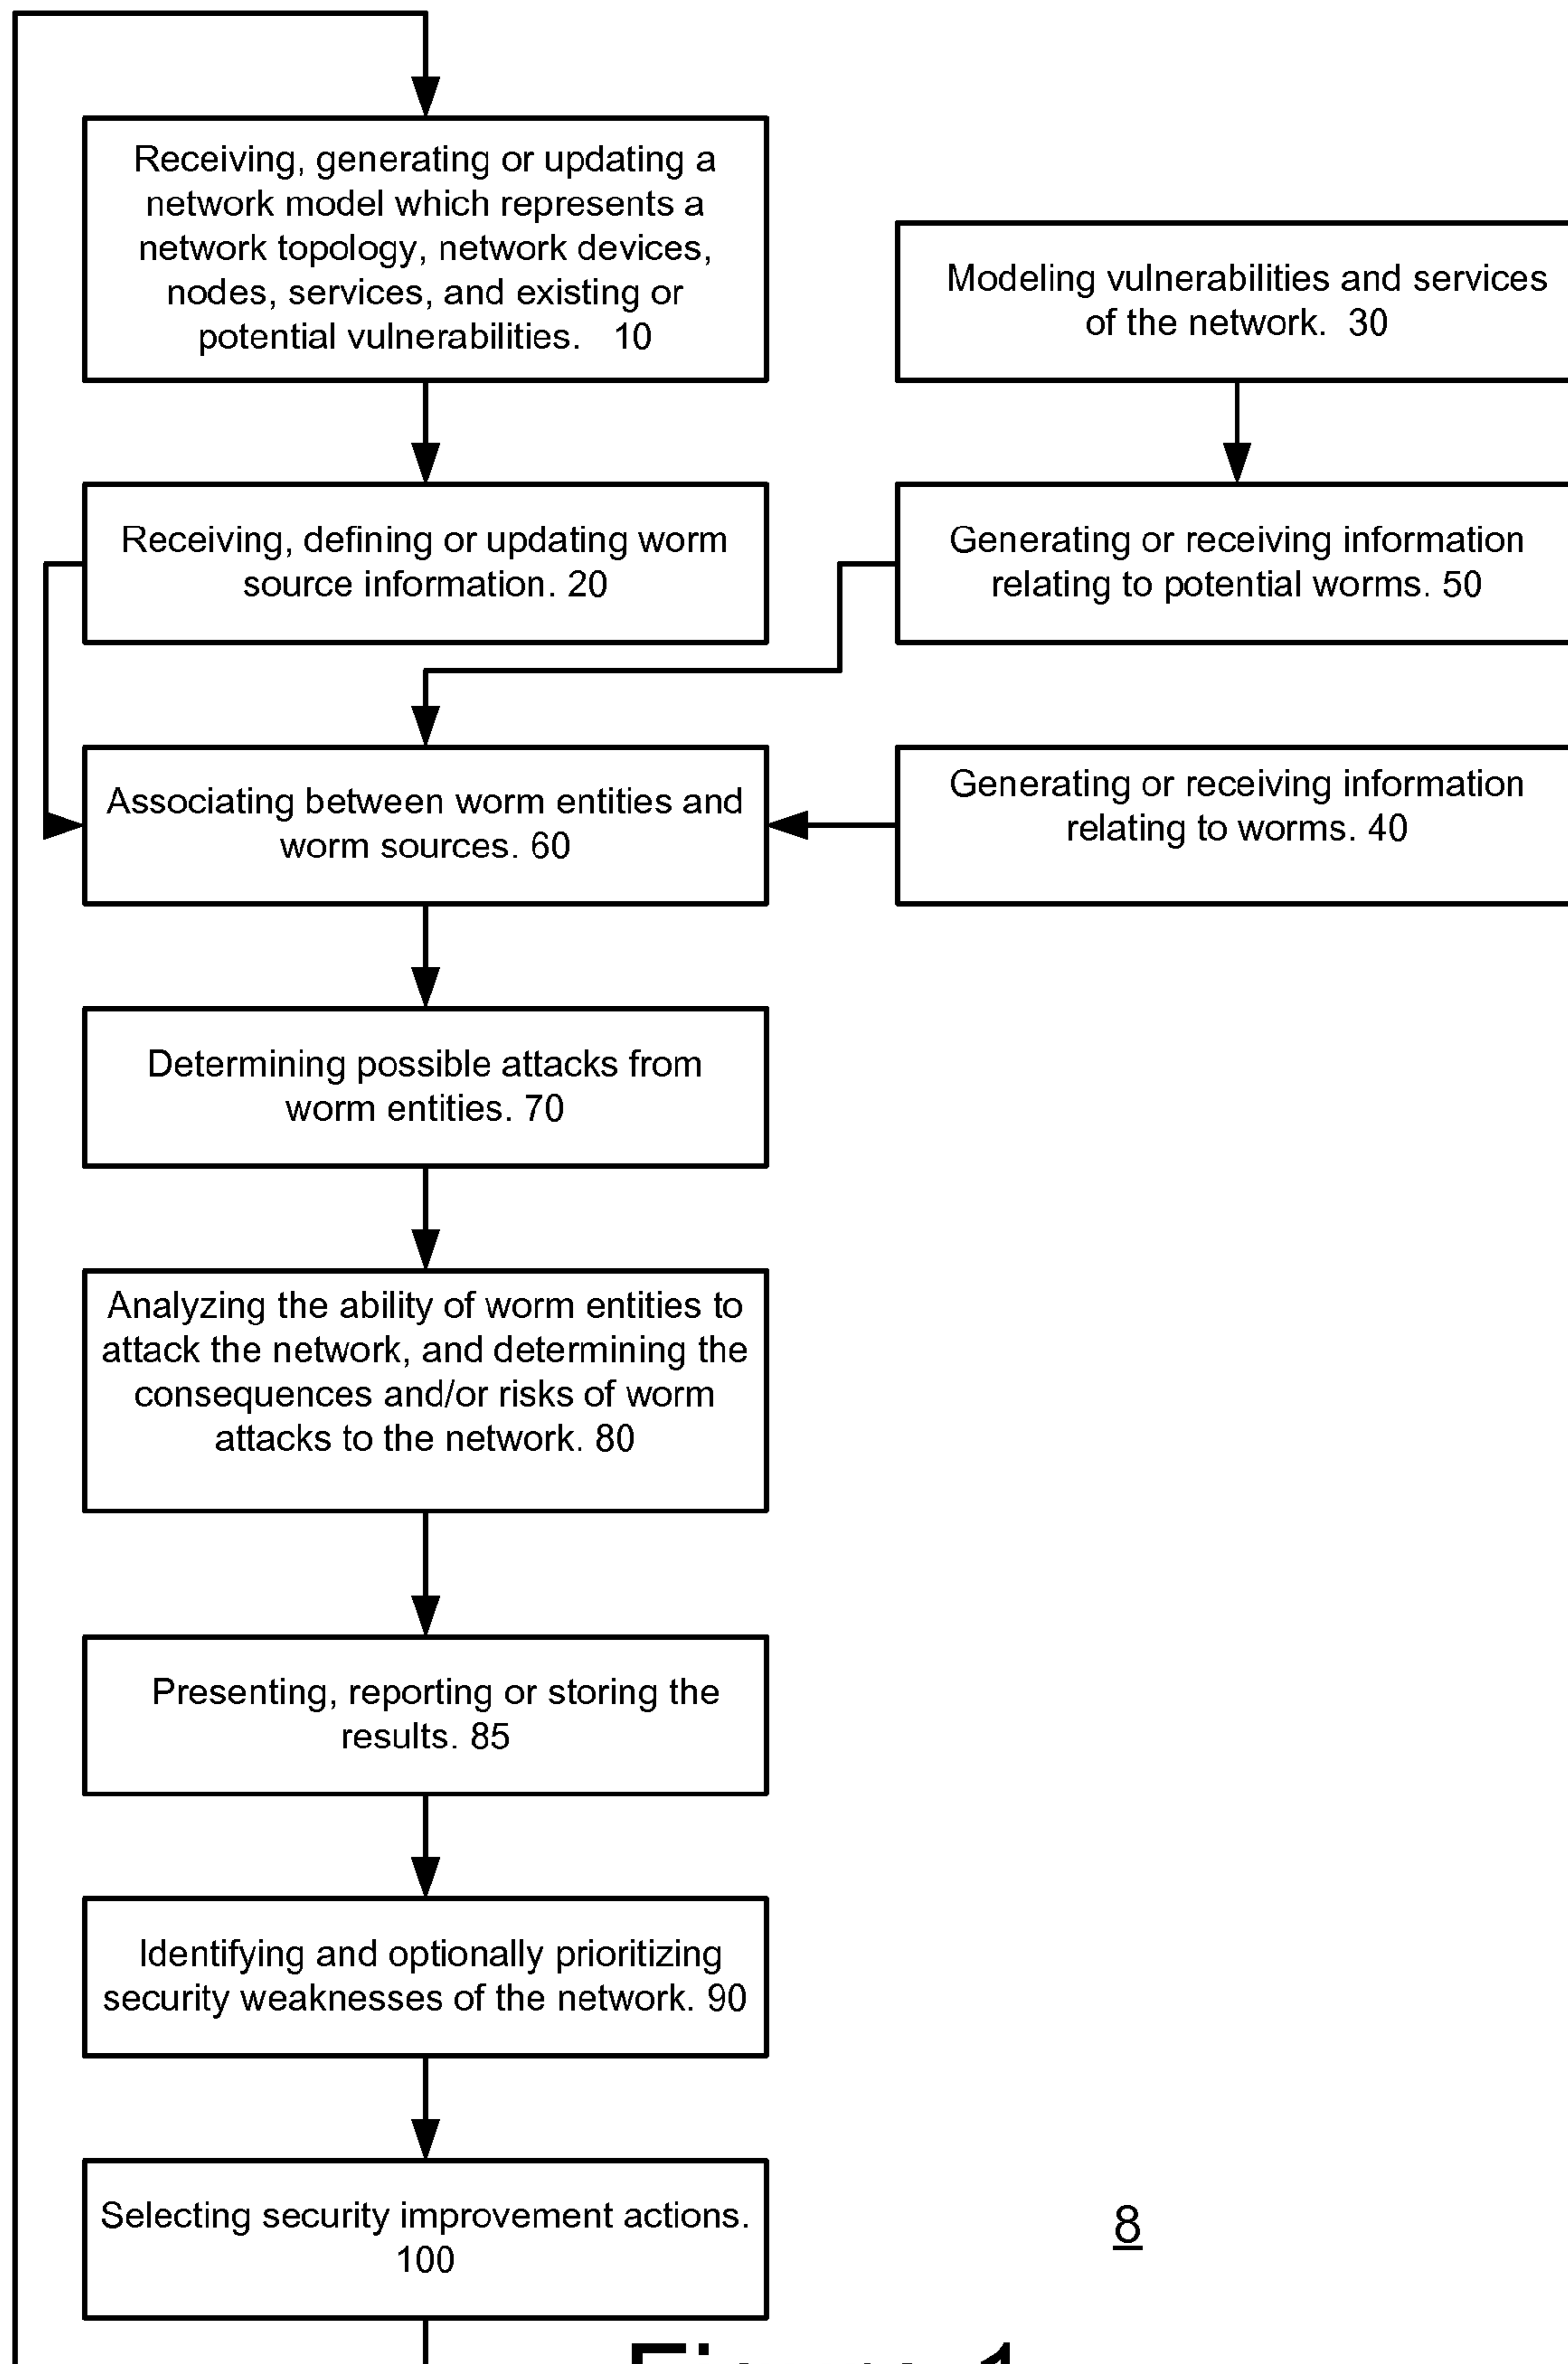 Receiving, generating or updating a
network model which represents a
network topology, network devices,
nodes, services, and existing or
potential vulnerabilities. 10
Modeling vulnerabilities and services
of the network. 30
Receiving, defining or updating worm
source information. 20
Generating or receiving information
relating to potential worms. 50
Associating between worm entities and
worm sources. 60
Generating or receiving information
relating to worms. 40
Determining possible attacks from
worm entities. 70
Analyzing the ability of worm entities to
attack the network, and determining the
consequences and/or risks of worm
attacks to the network. 80
Presenting, reporting or storing the
results. 85
Identifying and optionally prioritizing
security weaknesses of the network. 90
Selecting security improvement actions.
100
8
Figure 1